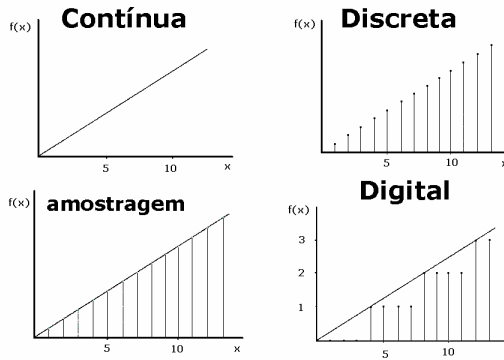 Contínua
f(x)
5
10
x
Discreta
f(x)
5
10
x
amostragem
f(x)
5
10
x
Digital
f(x)
3
2
1
5
10